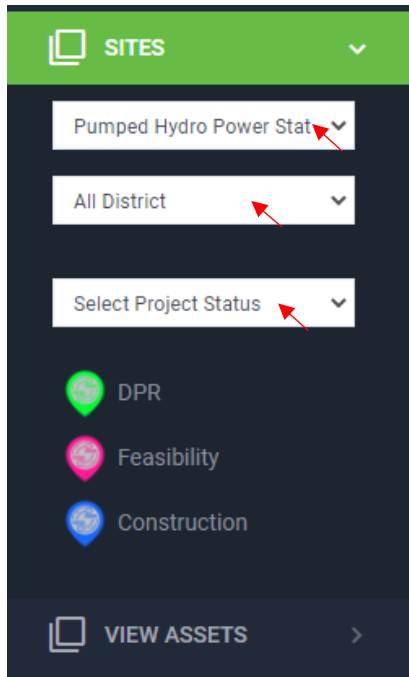 SITES
Pumped Hydro Power Stat
All District
Select Project Status
DPR
Feasibility
Construction
VIEW ASSETS